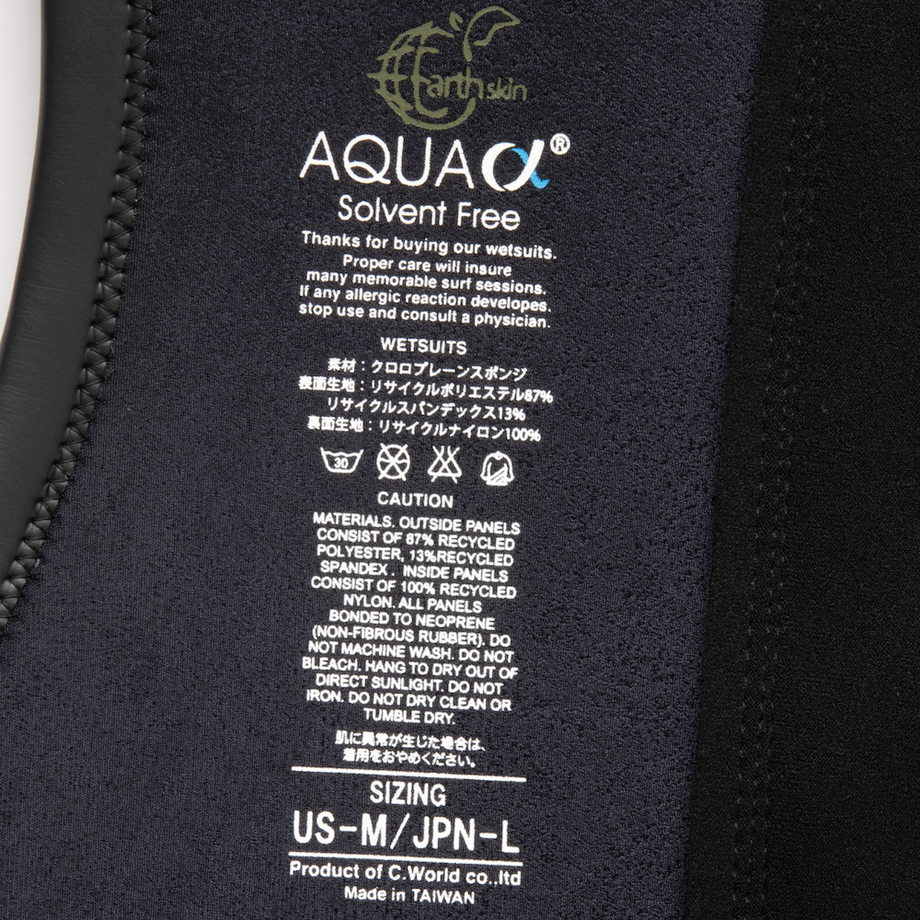 Earth skin
AQUA α®
Solvent Free
Thanks for buying our wetsuits.
Proper care will insure
many memorable surf sessions.
If any allergic reaction developes.
stop use and consult a physician.
WETSUITS
素材：クロロプレーンスポンジ
表面生地：リサイクルポリエステル87%
リサイクルスパンデックス13%
裏面生地：リサイクルナイロン100%
30
CAUTION
MATERIALS. OUTSIDE PANELS
CONSIST OF 87% RECYCLED
POLYESTER, 13%RECYCLED
SPANDEX . INSIDE PANELS
CONSIST OF 100% RECYCLED
NYLON. ALL PANELS
BONDED TO NEOPRENE
(NON-FIBROUS RUBBER). DO
NOT MACHINE WASH. DO NOT
BLEACH. HANG TO DRY OUT OF
DIRECT SUNLIGHT. DO NOT
IRON. DO NOT DRY CLEAN OR
TUMBLE DRY.
肌に異常が生じた場合は、
着用をおやめください。
SIZING
US-M/JPN-L
Product of C.World co.,ltd
Made in TAIWAN